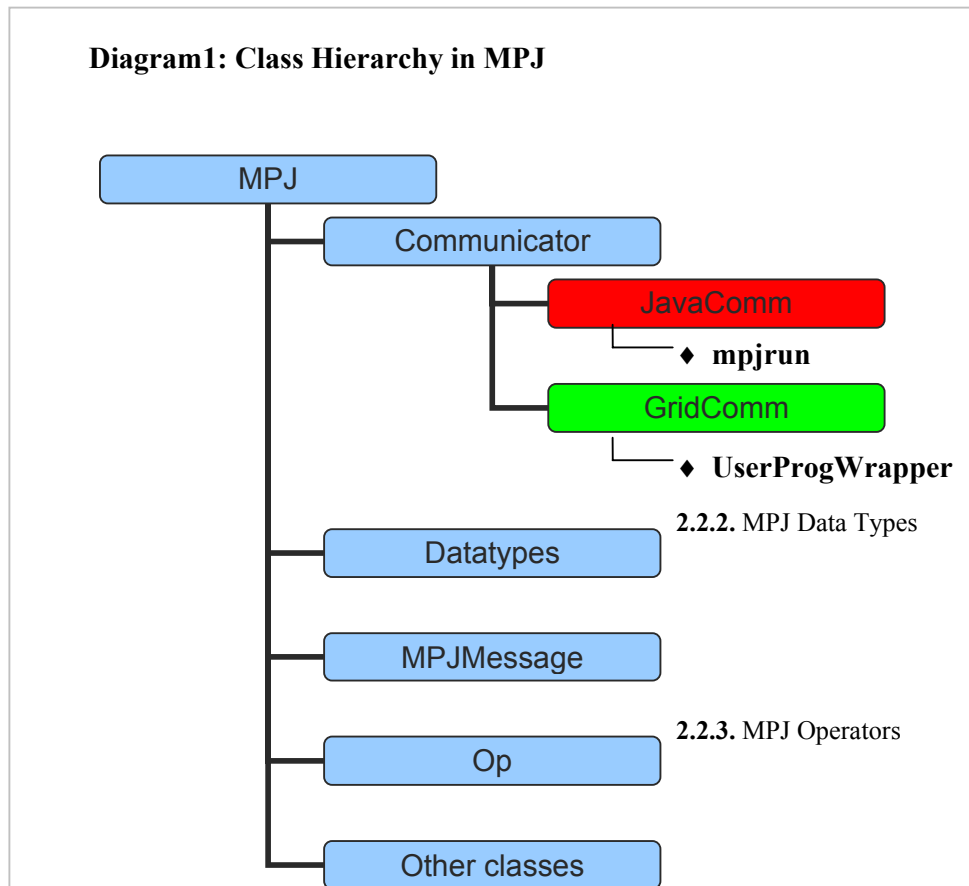 Diagram1: Class Hierarchy in MPJ
MPJ
Communicator
JavaComm
♦ mpjrun
GridComm
♦ UserProgWrapper
2.2.2. MPJ Data Types
Datatypes
MPJMessage
2.2.3. MPJ Operators
Op
Other classes